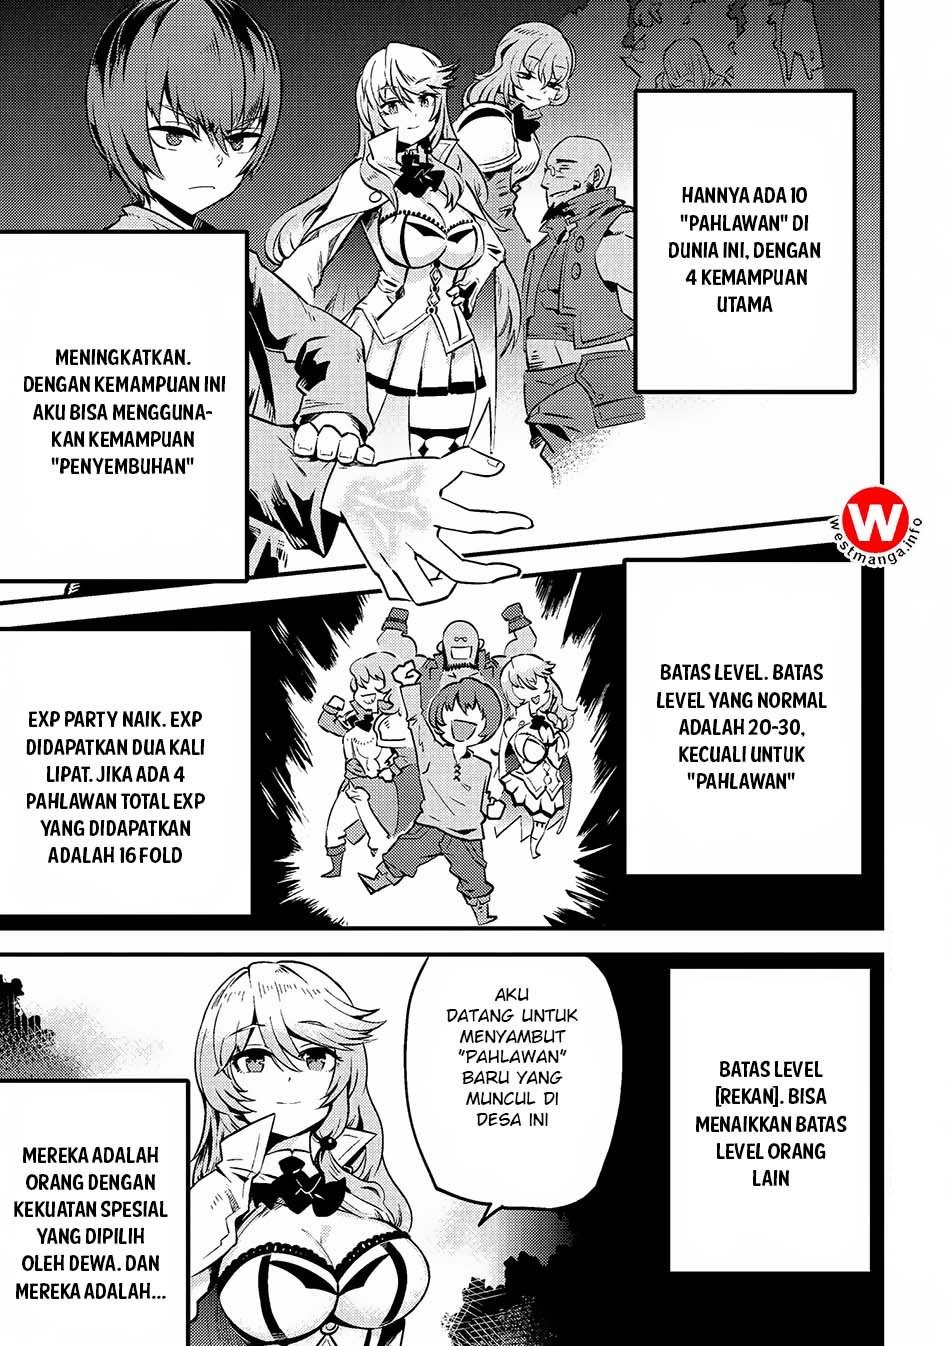 HANNYA ADA 10
"PAHLAWAN" DI
DUNIA INI, DENGAN
4 KEMAMPUAN
UTAMA
MENINGKATKAN.
DENGAN KEMAMPUAN INI
AKU BISA MENGGUNA-
KAN KEMAMPUAN
"PENYEMBUHAN"
W
westmanga.info
BATAS LEVEL. BATAS
LEVEL YANG NORMAL
ADALAH 20-30,
KECUALI UNTUK
"PAHLAWAN"
EXP PARTY NAIK. EXP
DIDAPATKAN DUA KALI
LIPAT. JIKA ADA 4
PAHLAWAN TOTAL EXP
YANG DIDAPATKAN
ADALAH 16 FOLD
BATAS LEVEL
[REKAN]. BISA
MENAIKKAN BATAS
LEVEL ORANG
LAIN
AKU
DATANG UNTUK
MENYAMBUT
"PAHLAWAN"
BARU YANG
MUNCUL DI
DESA INI
MEREKA ADALAH
ORANG DENGAN
KEKUATAN SPESIAL
YANG DIPILIH
OLEH DEWA. DAN
MEREKA ADALAH...